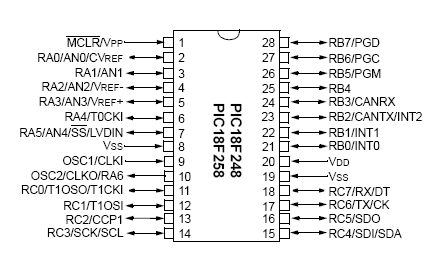 MCLR/VPP 1 28 RB7/PGD
RA0/AN0/CVREF 2 27 RB6/PGC
RA1/AN1 3 26 RB5/PGM
RA2/AN2/VREF- 4 25 RB4
RA3/AN3/VREF+ 5 24 RB3/CANRX
RA4/T0CKI 6 23 RB2/CANTX/INT2
RA5/AN4/SS/LVDIN 7 22 RB1/INT1
VSS 8 21 RB0/INT0
OSC1/CLKI 9 20 VDD
OSC2/CLKO/RA6 10 19 VSS
RC0/T1OSO/T1CKI 11 18 RC7/RX/DT
RC1/T1OSI 12 17 RC6/TX/CK
RC2/CCP1 13 16 RC5/SDO
RC3/SCK/SCL 14 15 RC4/SDI/SDA
PIC18F248
PIC18F258